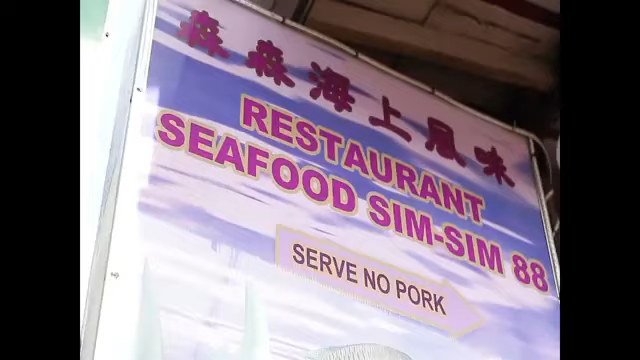 森森海上風味
RESTAURANT
SEAFOOD SIM-SIM 88
SERVE NO PORK